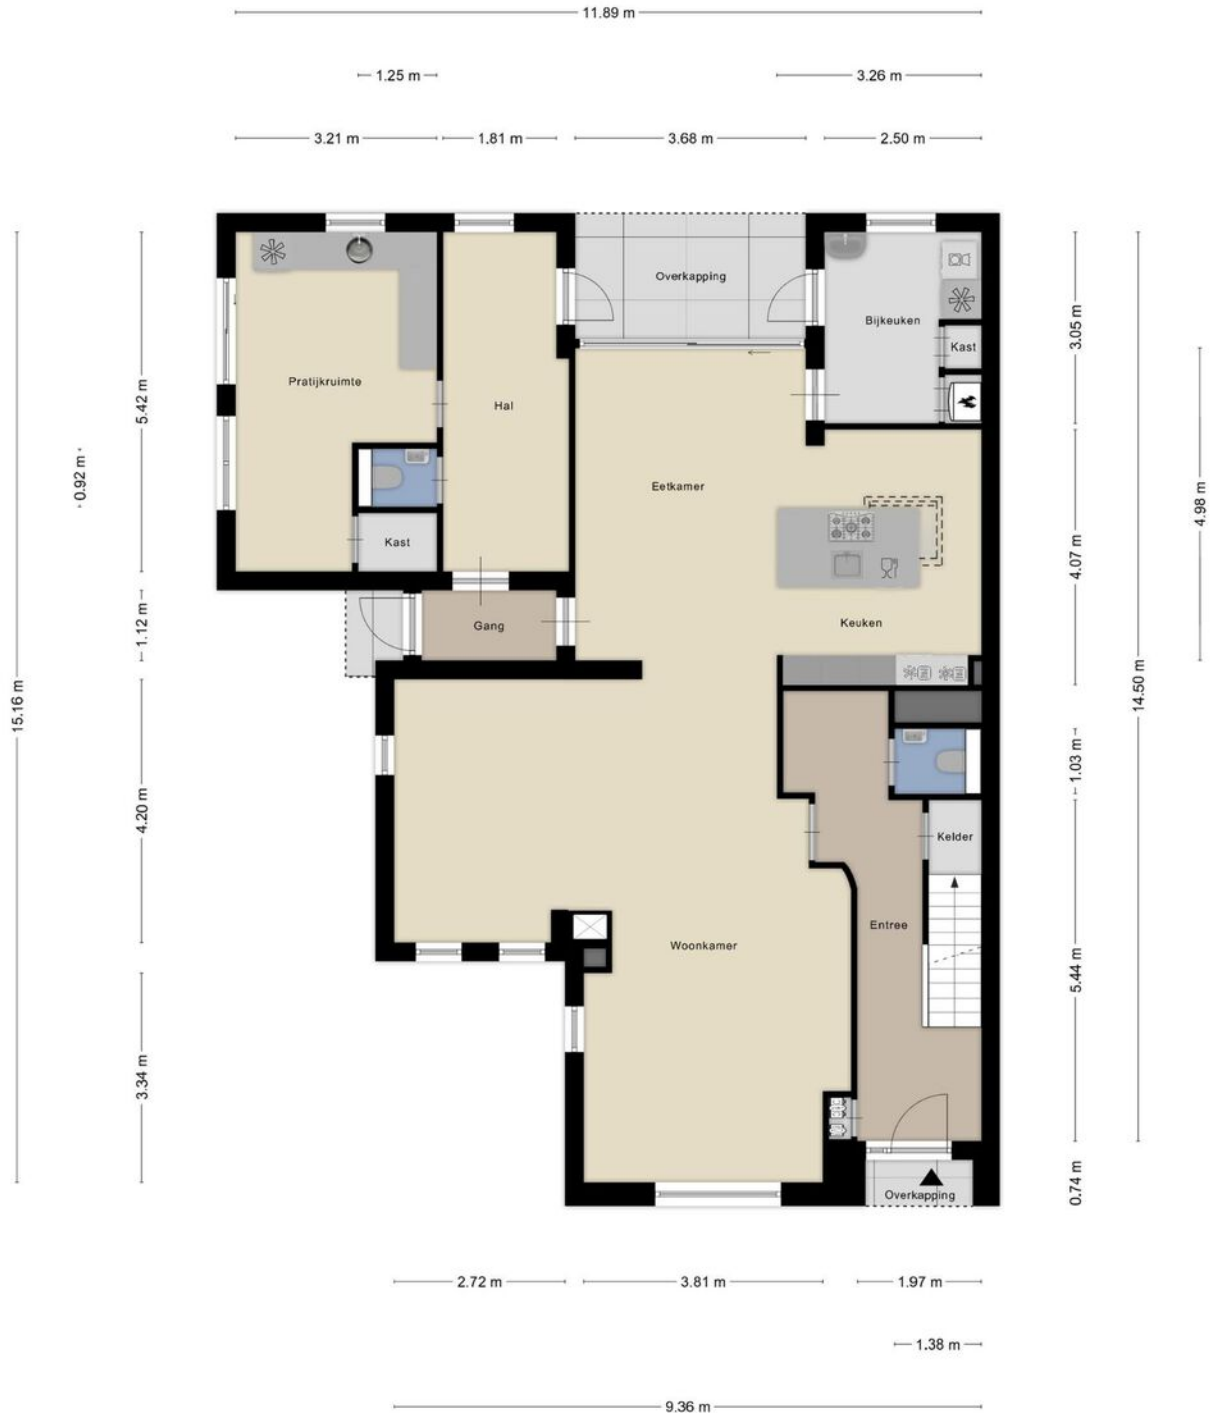 11.89 m
1.25 m
3.26 m
3.21 m
1.81 m
3.68 m
2.50 m
Overkapping
Bijkeuken
Kast
Pratijkruimte
Hal
3.05 m
5.42 m
0.92 m
4.98 m
Eetkamer
Kast
4.07 m
Gang
Keuken
1.12 m
15.16 m
14.50 m
1.03 m
4.20 m
Kelder
Entree
Woonkamer
5.44 m
3.34 m
0.74 m
Overkapping
2.72 m
3.81 m
1.97 m
1.38 m
9.36 m